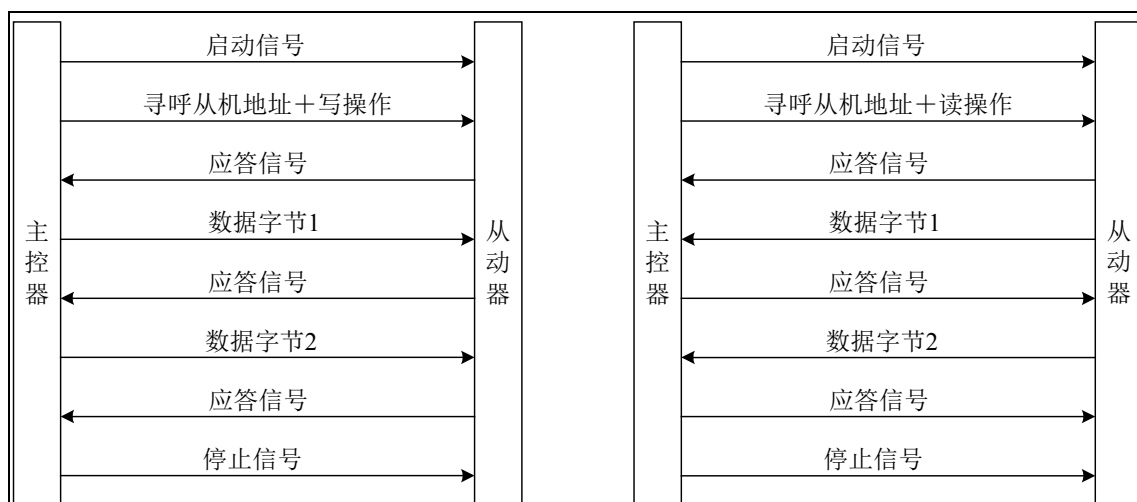 主控器
启动信号
寻呼从机地址＋写操作
应答信号
数据字节1
应答信号
数据字节2
应答信号
停止信号
从动器
主控器
启动信号
寻呼从机地址＋读操作
应答信号
数据字节1
应答信号
数据字节2
应答信号
停止信号
从动器